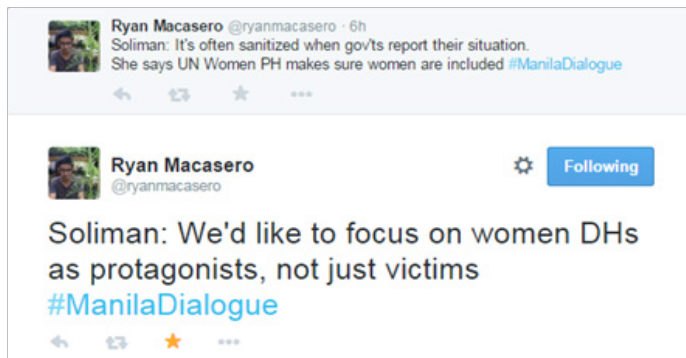 Ryan Macasero @ryanmacasero · 6h
Soliman: It's often sanitized when gov'ts report their situation.
She says UN Women PH makes sure women are included #ManilaDialogue
Ryan Macasero
@ryanmacasero
Following
Soliman: We'd like to focus on women DHs
as protagonists, not just victims
#ManilaDialogue